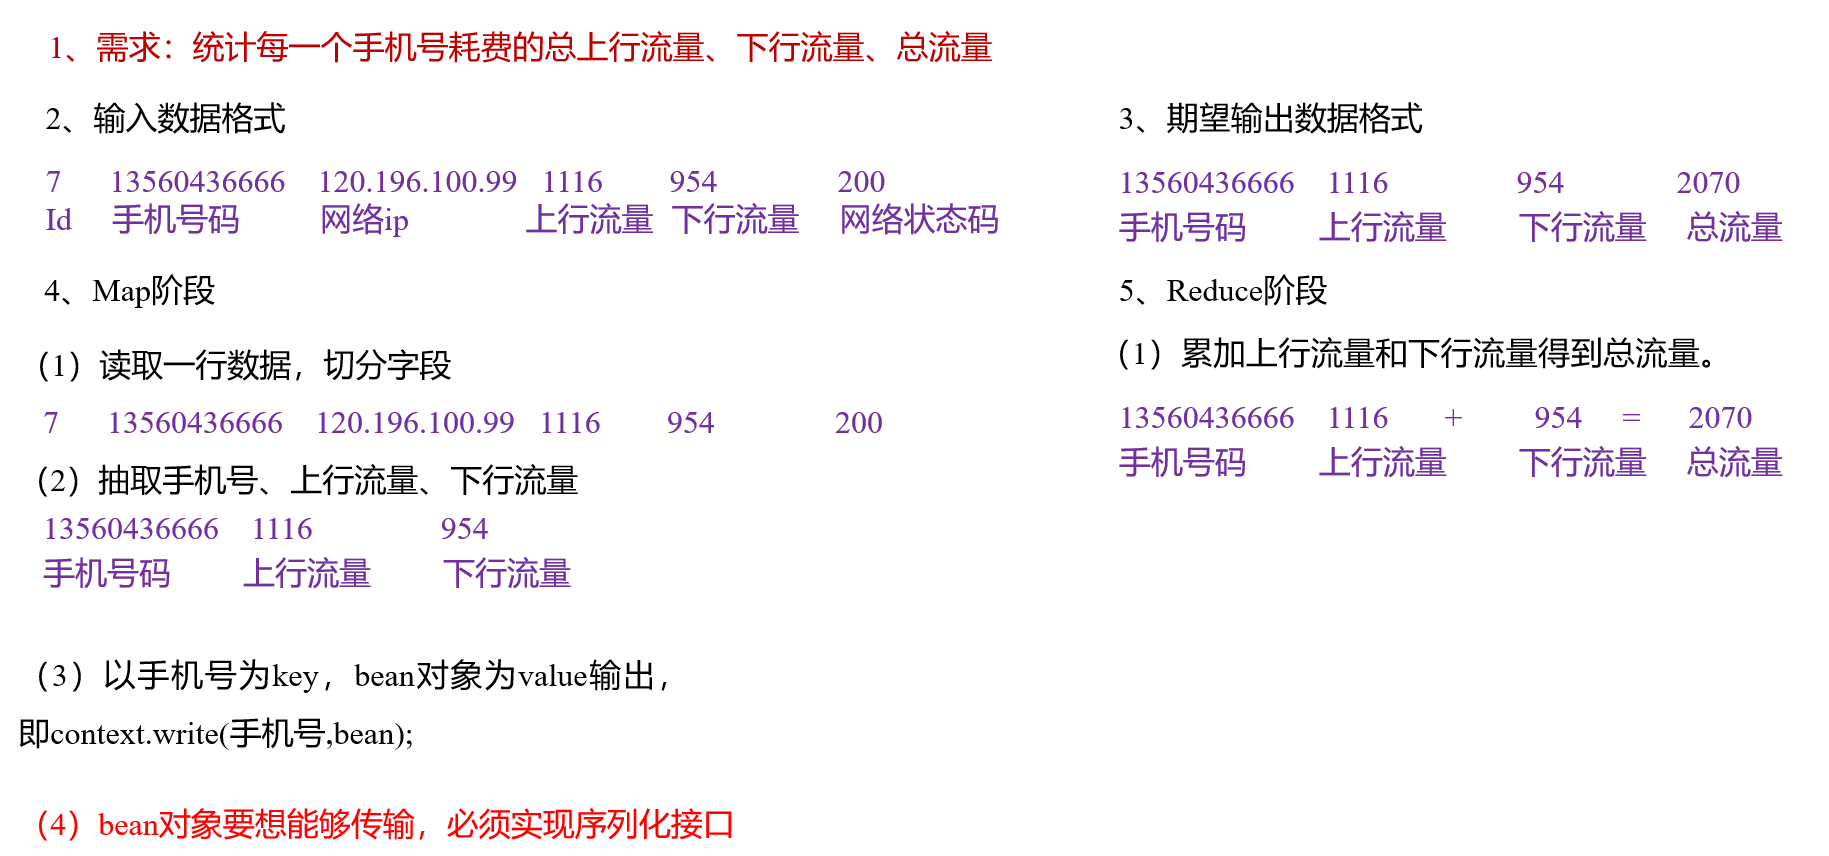 1、需求：统计每一个手机号耗费的总上行流量、下行流量、总流量
2、输入数据格式
7 13560436666 120.196.100.99 1116 954 200
Id 手机号码 网络ip 上行流量 下行流量 网络状态码
3、期望输出数据格式
13560436666 1116 954 2070
手机号码 上行流量 下行流量 总流量
4、Map阶段
（1）读取一行数据，切分字段
7 13560436666 120.196.100.99 1116 954 200
（2）抽取手机号、上行流量、下行流量
13560436666 1116 954
手机号码 上行流量 下行流量
（3）以手机号为key，bean对象为value输出，
即context.write(手机号,bean);
（4）bean对象要想能够传输，必须实现序列化接口
5、Reduce阶段
（1）累加上行流量和下行流量得到总流量。
13560436666 1116 + 954 = 2070
手机号码 上行流量 下行流量 总流量